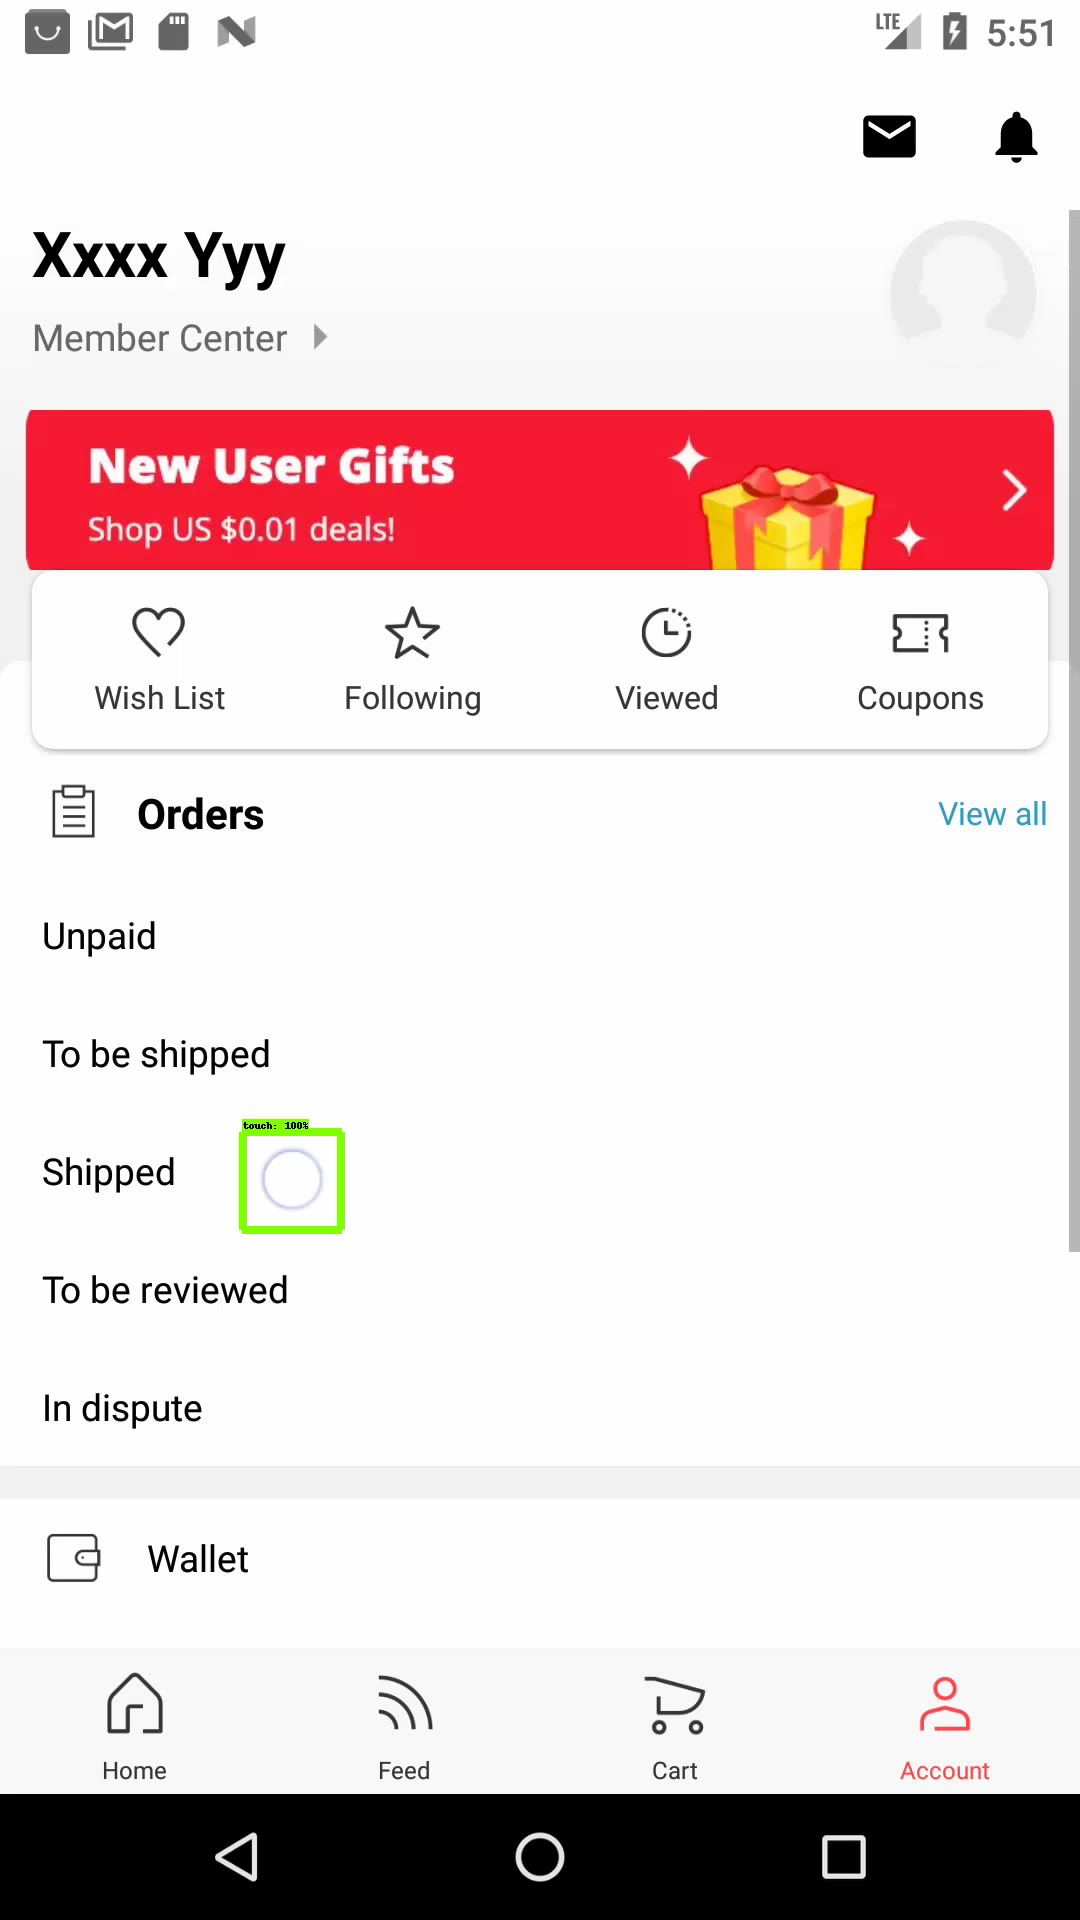 LTE 5:51
Xxxx Yyy
Member Center
New User Gifts
Shop US $0.01 deals!
Wish List Following Viewed Coupons
Orders View all
Unpaid
To be shipped
touch: 100%
Shipped
To be reviewed
In dispute
Wallet
Home Feed Cart Account